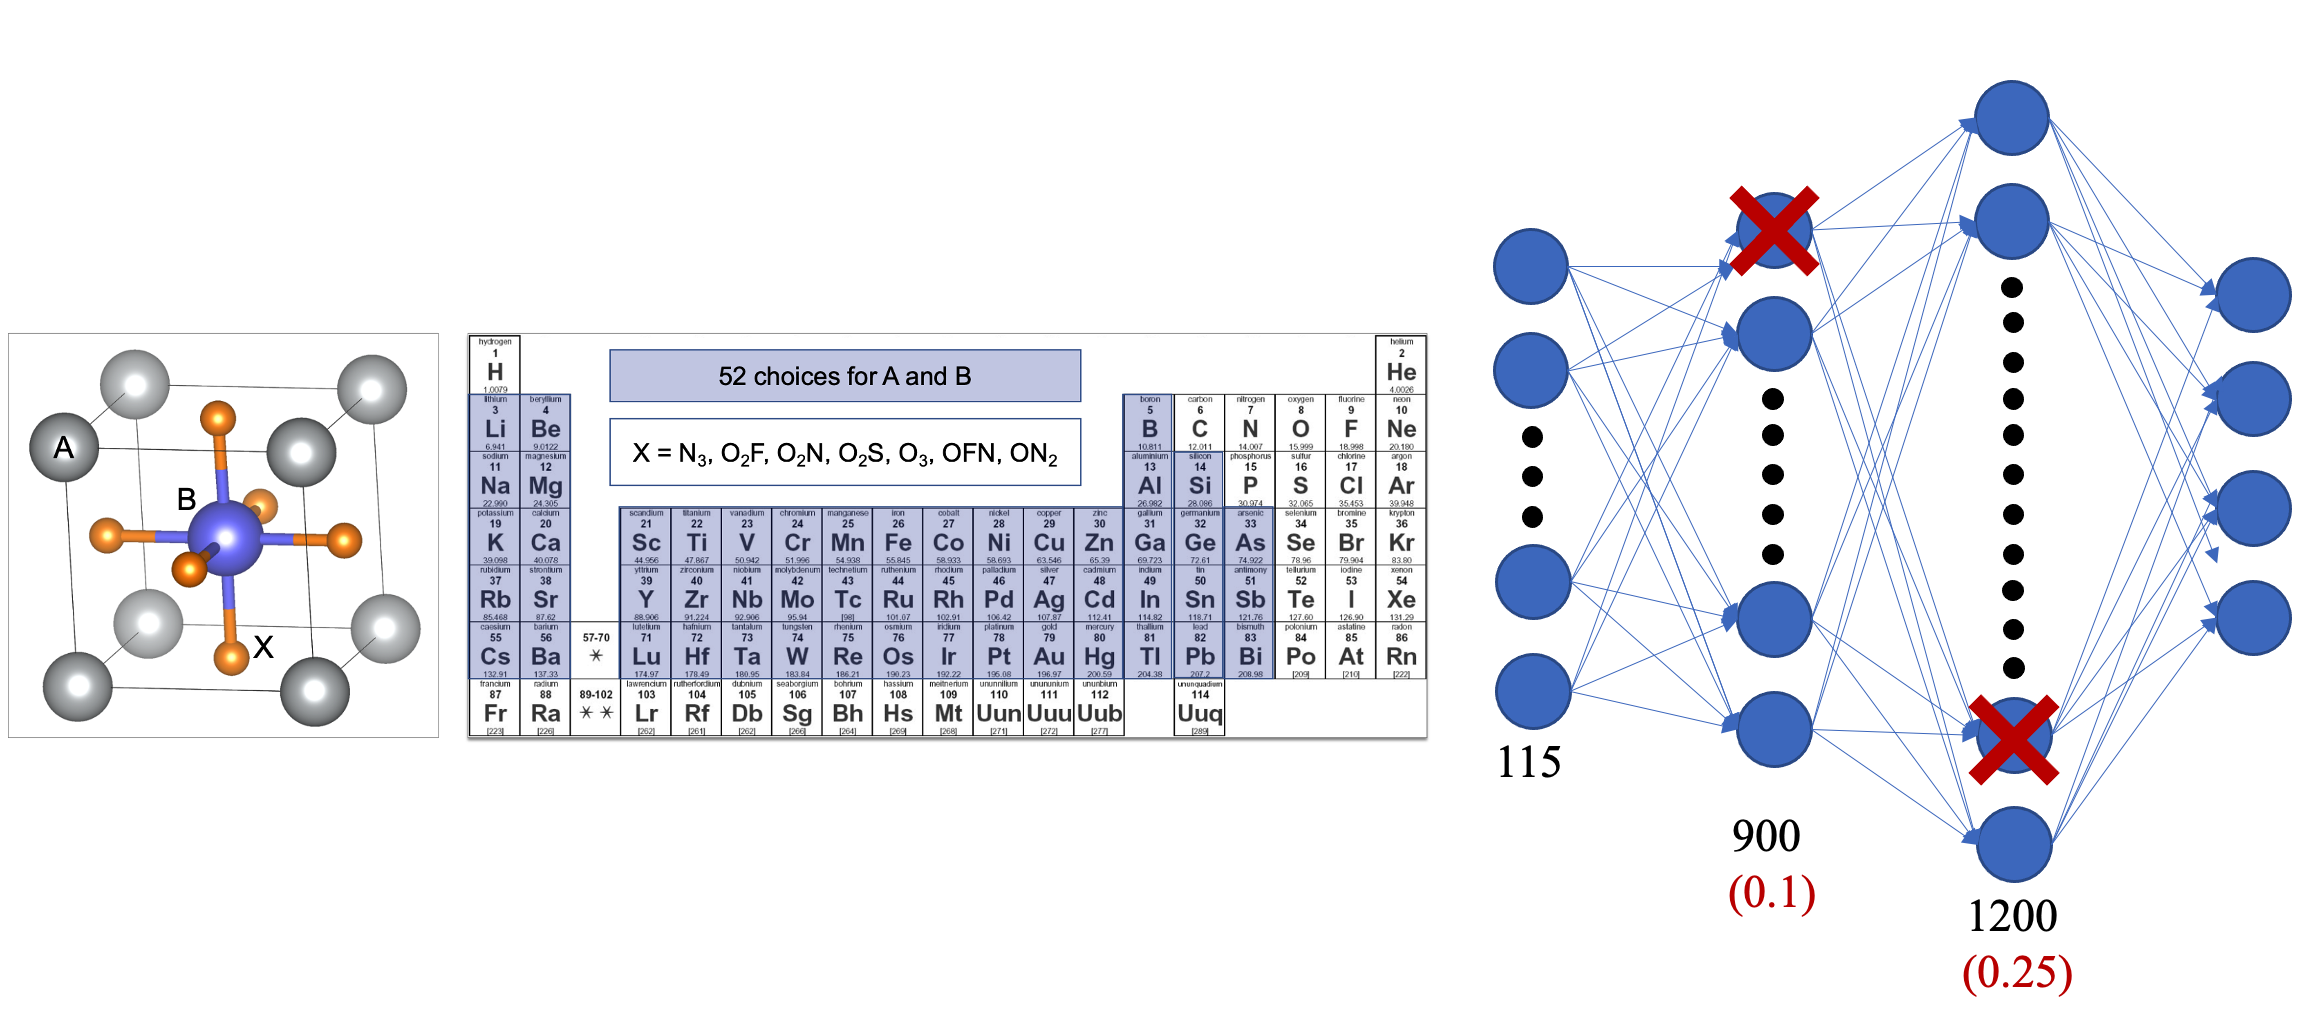 A
B
X
52 choices for A and B
X = N₃, O₂F, O₂N, O₂S, O₃, OFN, ON₂
hydrogen helium
1 2
H He
1.0079 4.0026
lithium beryllium boron carbon nitrogen oxygen fluorine neon
3 4 5 6 7 8 9 10
Li Be B C N O F Ne
6.941 9.0122 10.811 12.011 14.007 15.999 18.998 20.180
sodium magnesium aluminium silicon phosphorus sulfur chlorine argon
11 12 13 14 15 16 17 18
Na Mg Al Si P S Cl Ar
22.990 24.305 26.982 28.086 30.974 32.065 35.453 39.948
potassium calcium scandium titanium vanadium chromium manganese iron cobalt nickel copper zinc gallium germanium arsenic selenium bromine krypton
19 20 21 22 23 24 25 26 27 28 29 30 31 32 33 34 35 36
K Ca Sc Ti V Cr Mn Fe Co Ni Cu Zn Ga Ge As Se Br Kr
39.098 40.078 44.956 47.867 50.942 51.996 54.938 55.845 58.933 58.693 63.546 65.39 69.723 72.61 74.922 78.96 79.904 83.80
rubidium strontium yttrium zirconium niobium molybdenum technetium ruthenium rhodium palladium silver cadmium indium tin antimony tellurium iodine xenon
37 38 39 40 41 42 43 44 45 46 47 48 49 50 51 52 53 54
Rb Sr Y Zr Nb Mo Tc Ru Rh Pd Ag Cd In Sn Sb Te I Xe
85.468 87.62 88.906 91.224 92.906 95.94 [98] 101.07 102.91 106.42 107.87 112.41 114.82 118.71 121.76 127.60 126.90 131.29
caesium barium lutetium hafnium tantalum tungsten rhenium osmium iridium platinum gold mercury thallium lead bismuth polonium astatine radon
55 56 57-70 71 72 73 74 75 76 77 78 79 80 81 82 83 84 85 86
Cs Ba * Lu Hf Ta W Re Os Ir Pt Au Hg Tl Pb Bi Po At Rn
132.91 137.33 174.97 178.49 180.95 183.84 186.21 190.23 192.22 195.08 196.97 200.59 204.38 207.2 208.98 [209] [210] [222]
francium radium lawrencium rutherfordium dubnium seaborgium bohrium hassium meitnerium ununnilium unununium ununbium ununquadium
87 88 89-102 103 104 105 106 107 108 109 110 111 112 114
Fr Ra * * Lr Rf Db Sg Bh Hs Mt Uun Uuu Uub Uuq
[223] [226] [262] [261] [262] [266] [264] [269] [268] [271] [272] [277] [289]
115
900
(0.1)
1200
(0.25)